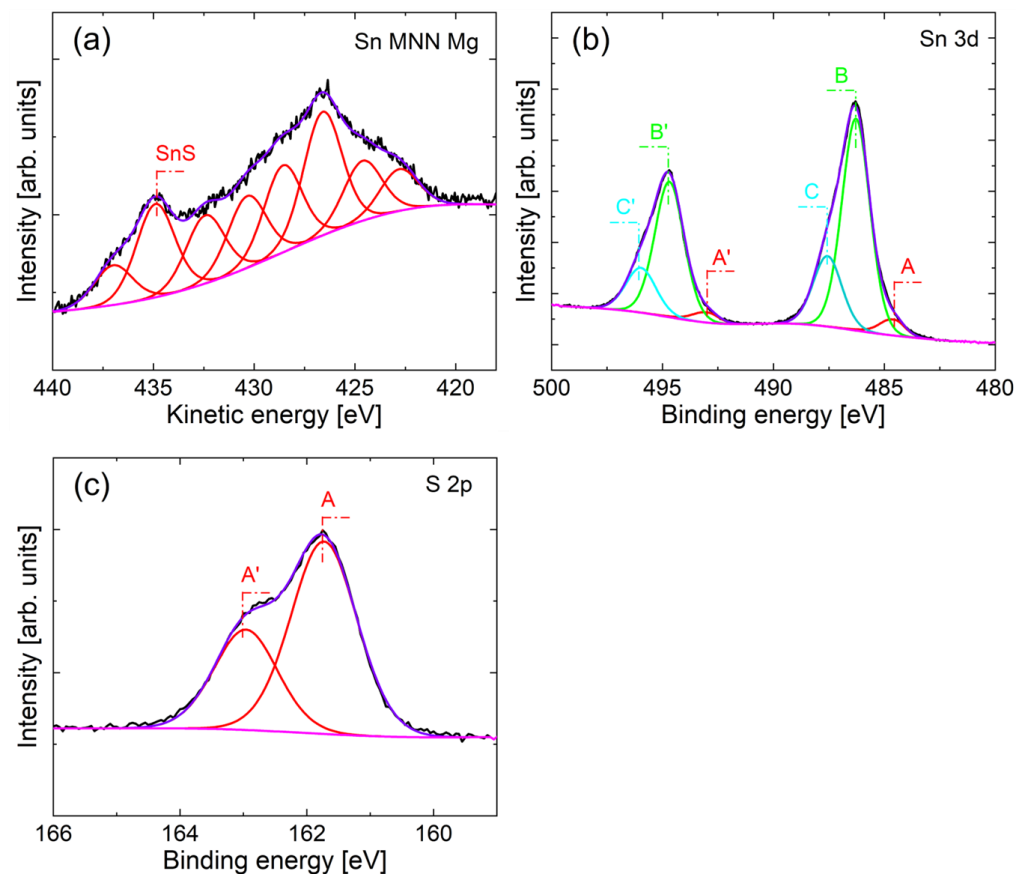 (a)
Sn MNN Mg
SnS
Intensity [arb. units]
440 435 430 425 420
Kinetic energy [eV]
(b)
Sn 3d
B
B'
C
C'
A'
A
Intensity [arb. units]
500 495 490 485 480
Binding energy [eV]
(c)
S 2p
A
A'
Intensity [arb. units]
166 164 162 160
Binding energy [eV]